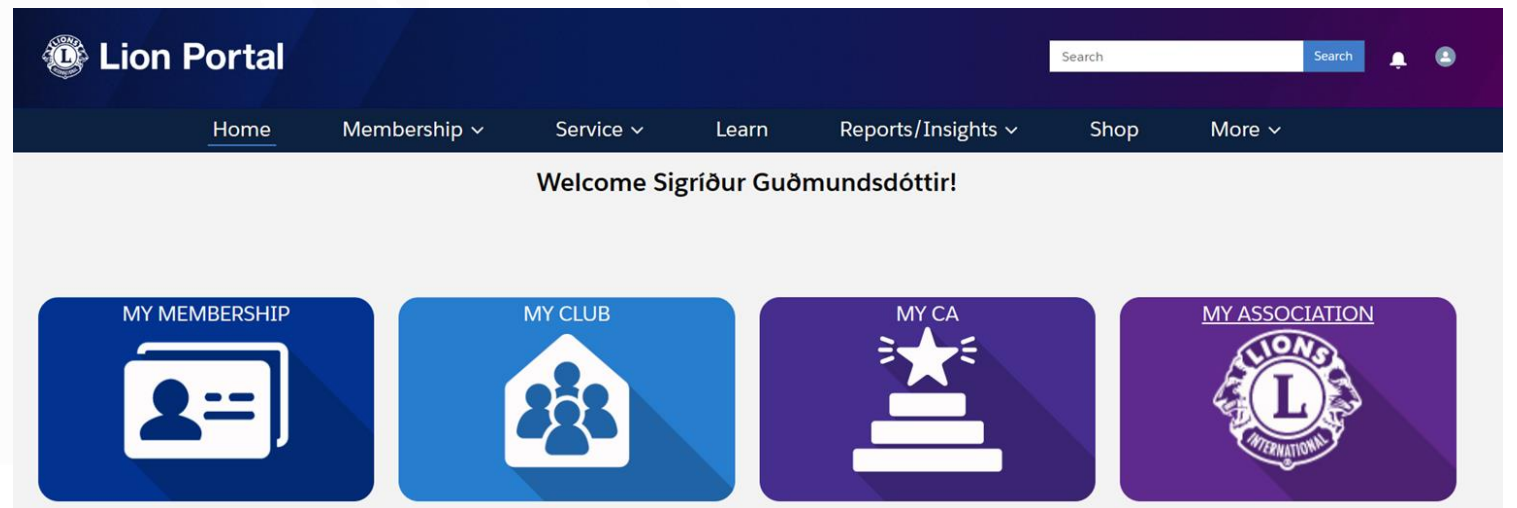 Lion Portal
Search
Search
Home Membership Service Learn Reports/Insights Shop More
Welcome Sigríður Guðmundsdóttir!
MY MEMBERSHIP
MY CLUB
MY CA
MY ASSOCIATION
LIONS
L
INTERNATIONAL